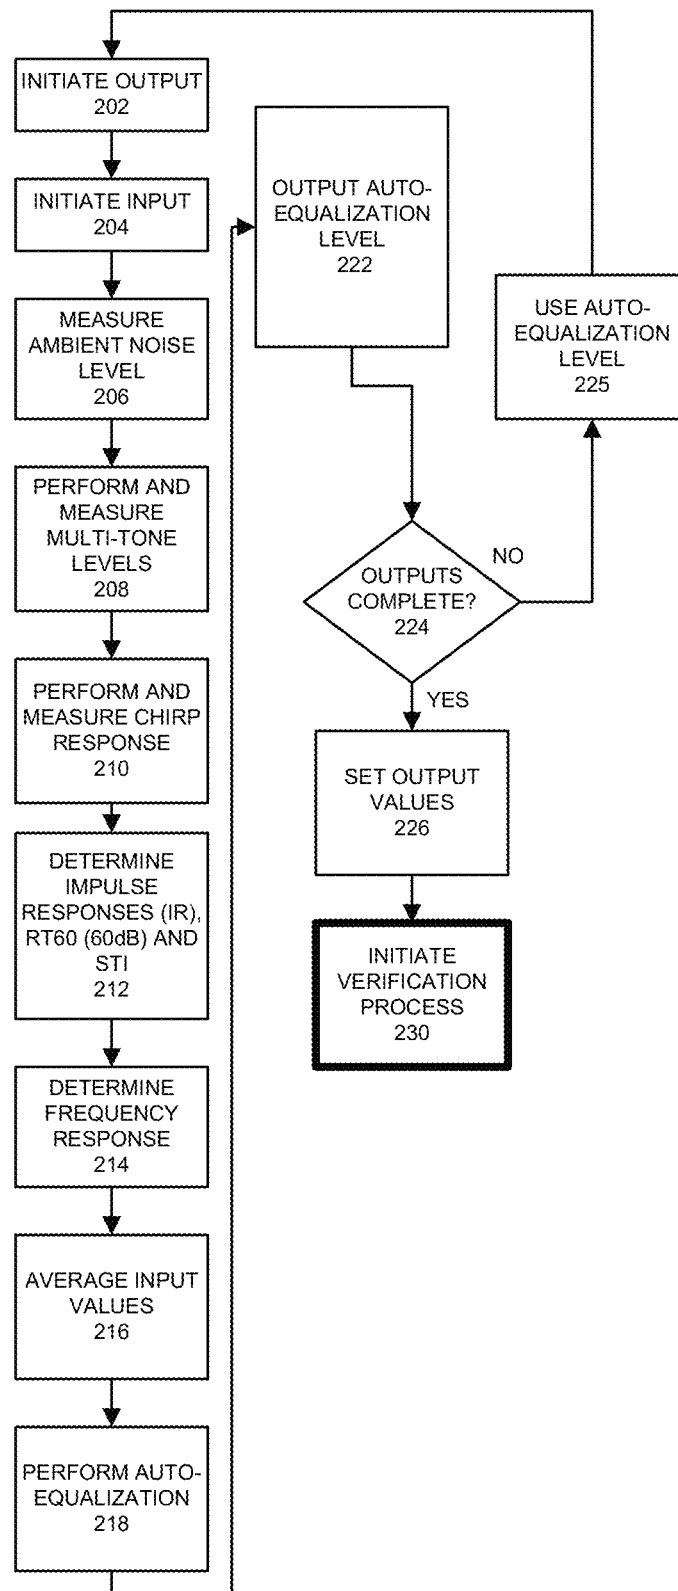 INITIATE OUTPUT
202
INITIATE INPUT
204
MEASURE
AMBIENT NOISE
LEVEL
206
PERFORM AND
MEASURE
MULTI-TONE
LEVELS
208
PERFORM AND
MEASURE CHIRP
RESPONSE
210
DETERMINE
IMPULSE
RESPONSES (IR),
RT60 (60dB) AND
STI
212
DETERMINE
FREQUENCY
RESPONSE
214
AVERAGE INPUT
VALUES
216
PERFORM AUTO-
EQUALIZATION
218
OUTPUT AUTO-
EQUALIZATION
LEVEL
222
OUTPUTS
COMPLETE?
224
NO
USE AUTO-
EQUALIZATION
LEVEL
225
YES
SET OUTPUT
VALUES
226
INITIATE
VERIFICATION
PROCESS
230